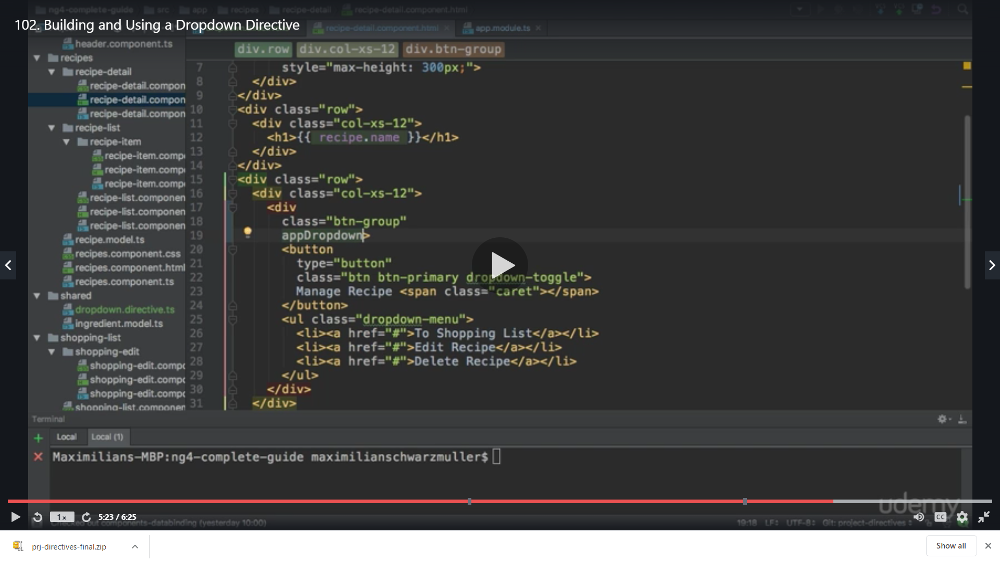 ng4-complete-guide src app recipes recipe-detail recipe-detail.component.html
102. Building and Using a Dropdown Directive
recipe-detail.component.html
app.module.ts
header.component.ts
recipes
recipe-detail
recipe-detail.compon
recipe-detail.compon
recipe-detail.compon
recipe-list
recipe-item
recipe-item.comp
recipe-item.comp
recipe-item.comp
recipe-list.componen
recipe-list.componen
recipe-list.componen
recipe.model.ts
recipes.component.css
recipes.component.html
recipes.component.ts
shared
dropdown.directive.ts
ingredient.model.ts
shopping-list
shopping-edit
shopping-edit.compo
shopping-edit.compo
shopping-edit.compo
shopping-list.componen
div.row div.col-xs-12 div.btn-group
7 style="max-height: 300px;">
8 </div>
9 </div>
10 <div class="row">
11 <div class="col-xs-12">
12 <h1>{{ recipe.name }}</h1>
13 </div>
14 </div>
15 <div class="row">
16 <div class="col-xs-12">
17 <div
18 class="btn-group"
19 appDropdown>
20 <button
21 type="button"
22 class="btn btn-primary dropdown-toggle">
23 Manage Recipe <span class="caret"></span>
24 </button>
25 <ul class="dropdown-menu">
26 <li><a href="#">To Shopping List</a></li>
27 <li><a href="#">Edit Recipe</a></li>
28 <li><a href="#">Delete Recipe</a></li>
29 </ul>
30 </div>
31 </div>
Terminal
Local Local (1)
Maximilians-MBP:ng4-complete-guide maximilianschwarzmuller$
udemy
1x 5:23 / 6:25 CC
Checked out components-databinding (yesterday 10:00) 19:18 LF UTF-8 Git: project-directives
prj-directives-final.zip
Show all